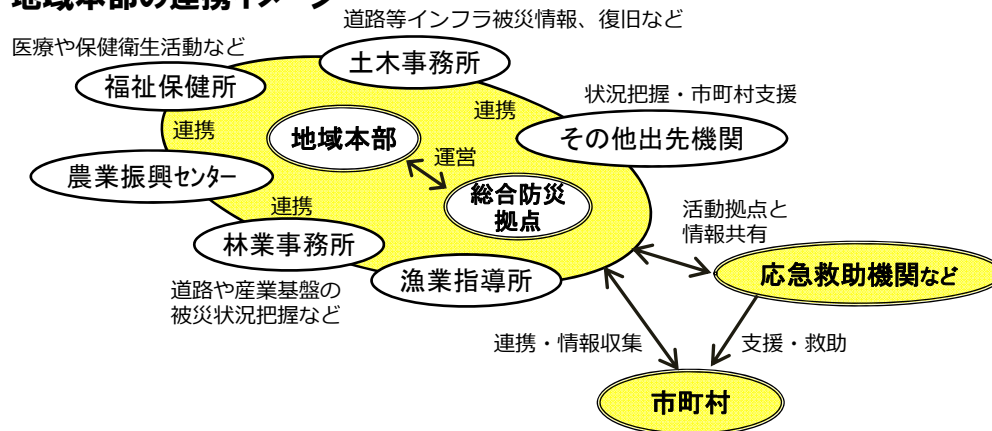 地域本部の連携イメージ
道路等インフラ被災情報、復旧など
医療や保健衛生活動など
土木事務所
福祉保健所
状況把握・市町村支援
連携
連携
地域本部
その他出先機関
運営
農業振興センター
総合防災
拠点
連携
活動拠点と
情報共有
林業事務所
応急救助機関など
漁業指導所
道路や産業基盤の
被災状況把握など
連携・情報収集
支援・救助
市町村